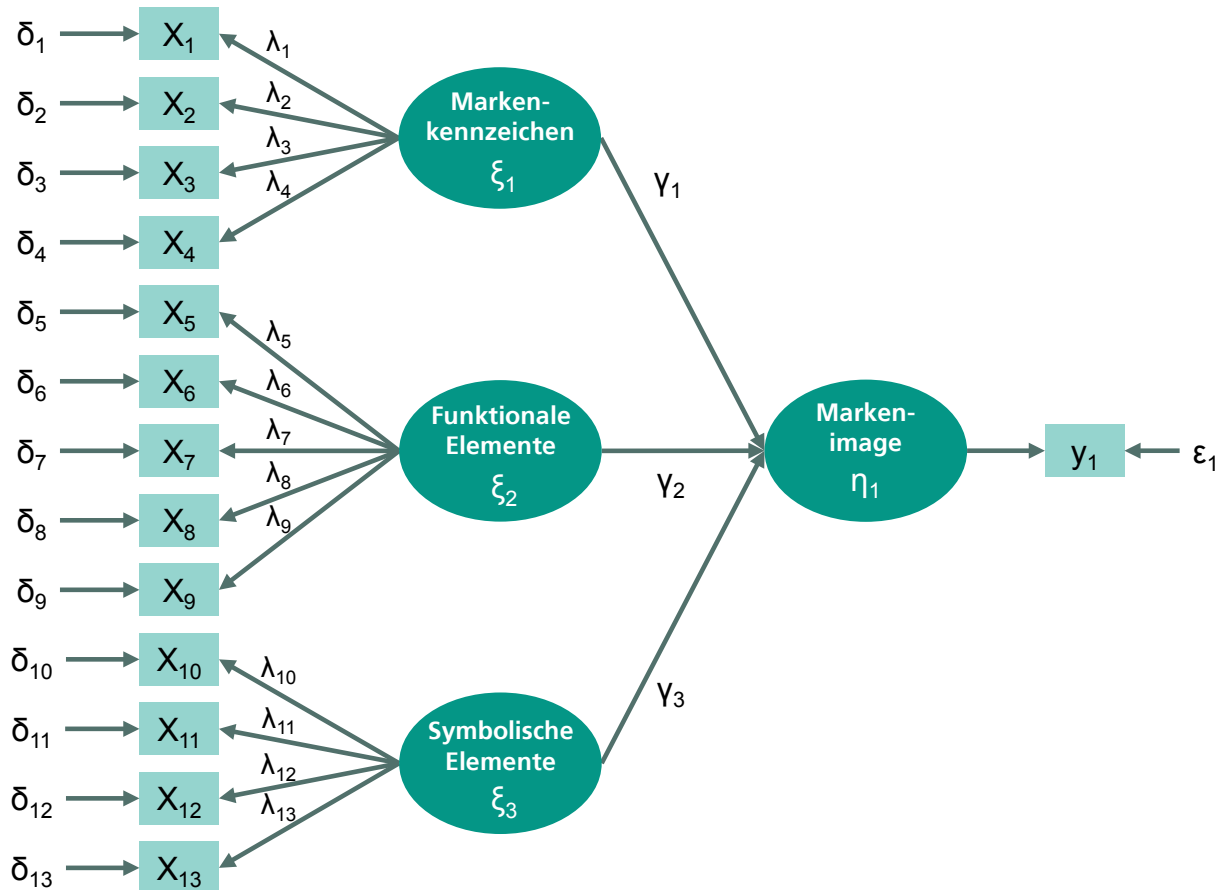 δ₁ X₁ λ₁
δ₂ X₂ λ₂
δ₃ X₃ λ₃
δ₄ X₄ λ₄
Marken-
kennzeichen
ξ₁
γ₁
δ₅ X₅ λ₅
δ₆ X₆ λ₆
δ₇ X₇ λ₇
δ₈ X₈ λ₈
δ₉ X₉ λ₉
Funktionale
Elemente
ξ₂
γ₂
Marken-
image
η₁
y₁ ε₁
δ₁₀ X₁₀ λ₁₀
δ₁₁ X₁₁ λ₁₁
δ₁₂ X₁₂ λ₁₂
δ₁₃ X₁₃ λ₁₃
Symbolische
Elemente
ξ₃
γ₃